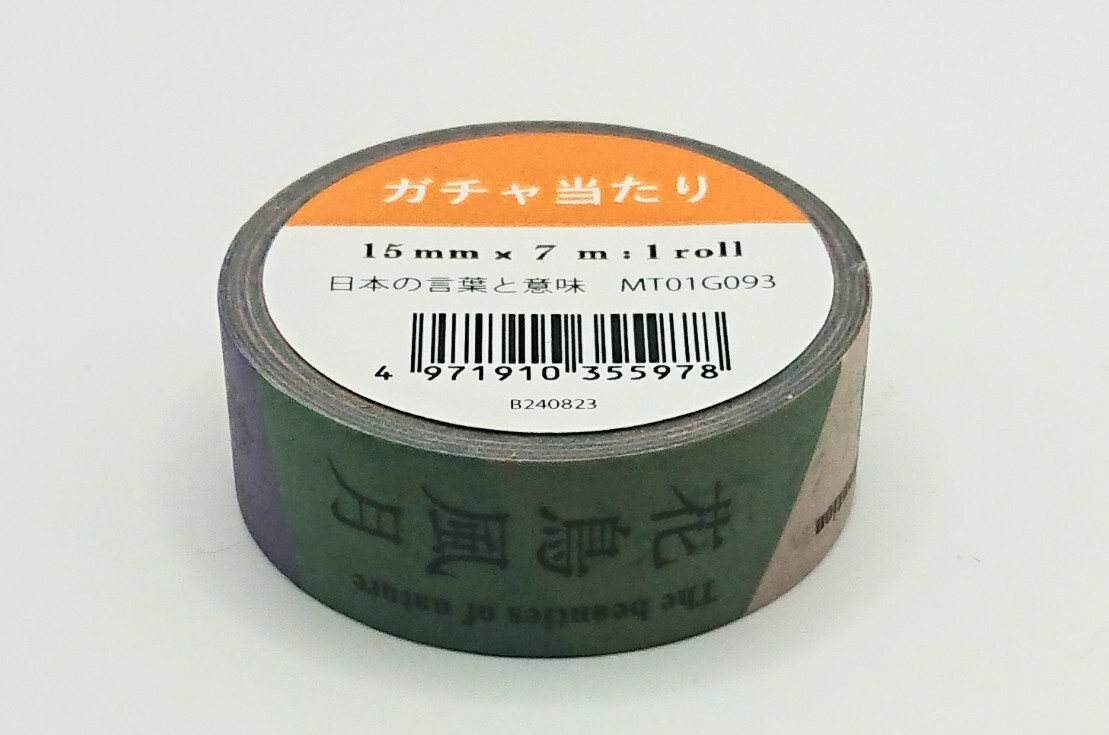 ガチャ当たり
15mm x 7 m : 1 roll
日本の言葉と意味 MT01G093
4 971910 355978
B240823
花鳥風月
The beauties of nature